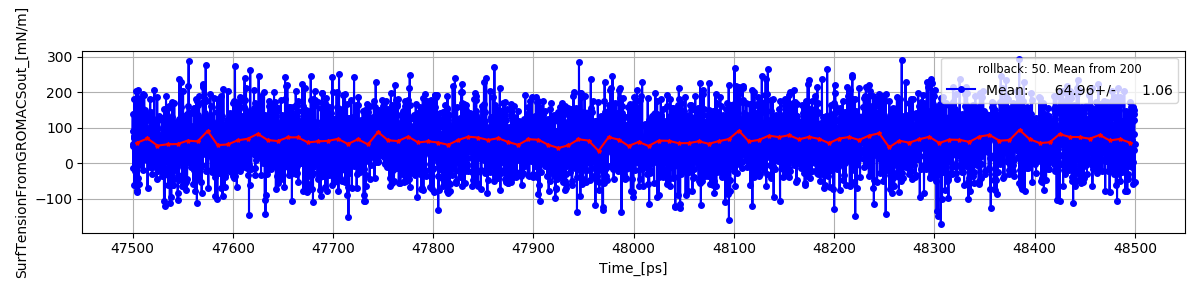 SurfTensionFromGROMACSout_[mN/m]
300
200
100
0
−100
rollback: 50. Mean from 200
Mean: 64.96+/- 1.06
47500 47600 47700 47800 47900 48000 48100 48200 48300 48400 48500
Time_[ps]